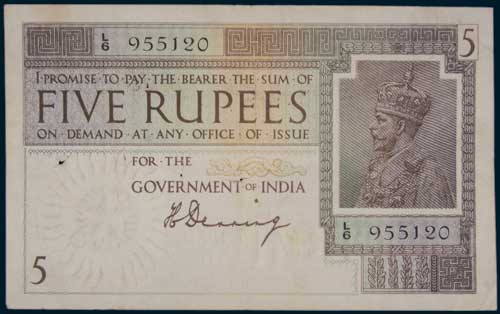 L/6 955120
5
I·PROMISE·TO·PAY·THE·BEARER·THE·SUM·OF
FIVE RUPEES
ON·DEMAND·AT·ANY·OFFICE·OF·ISSUE
FOR·THE
GOVERNMENT OF INDIA
H Denning
L/6 955120
5